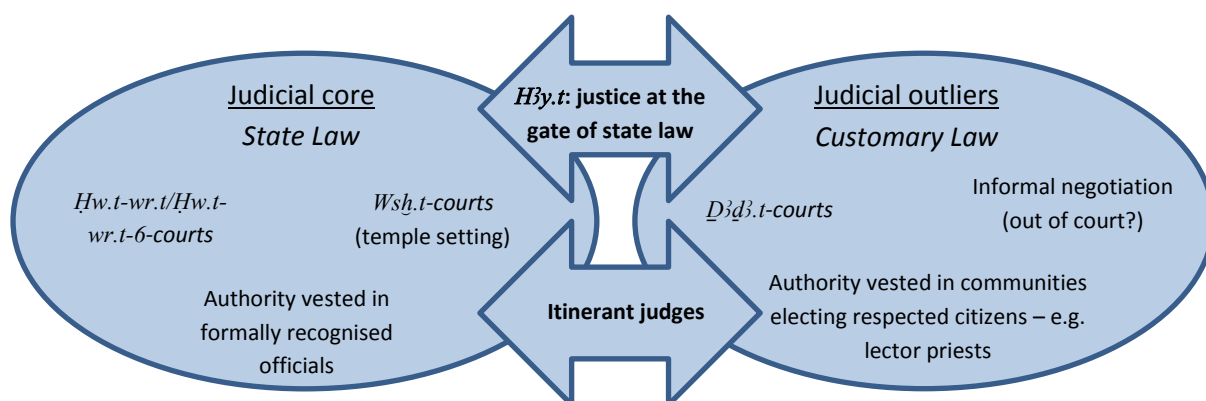 Judicial core
State Law
Ḥw.t-wr.t/Ḥw.t-
wr.t-6-courts
Wsḫ.t-courts
(temple setting)
Authority vested in
formally recognised
officials
Hꜣy.t: justice at the
gate of state law
Itinerant judges
Judicial outliers
Customary Law
Ḏꜣḏꜣ.t-courts
Informal negotiation
(out of court?)
Authority vested in communities
electing respected citizens – e.g.
lector priests